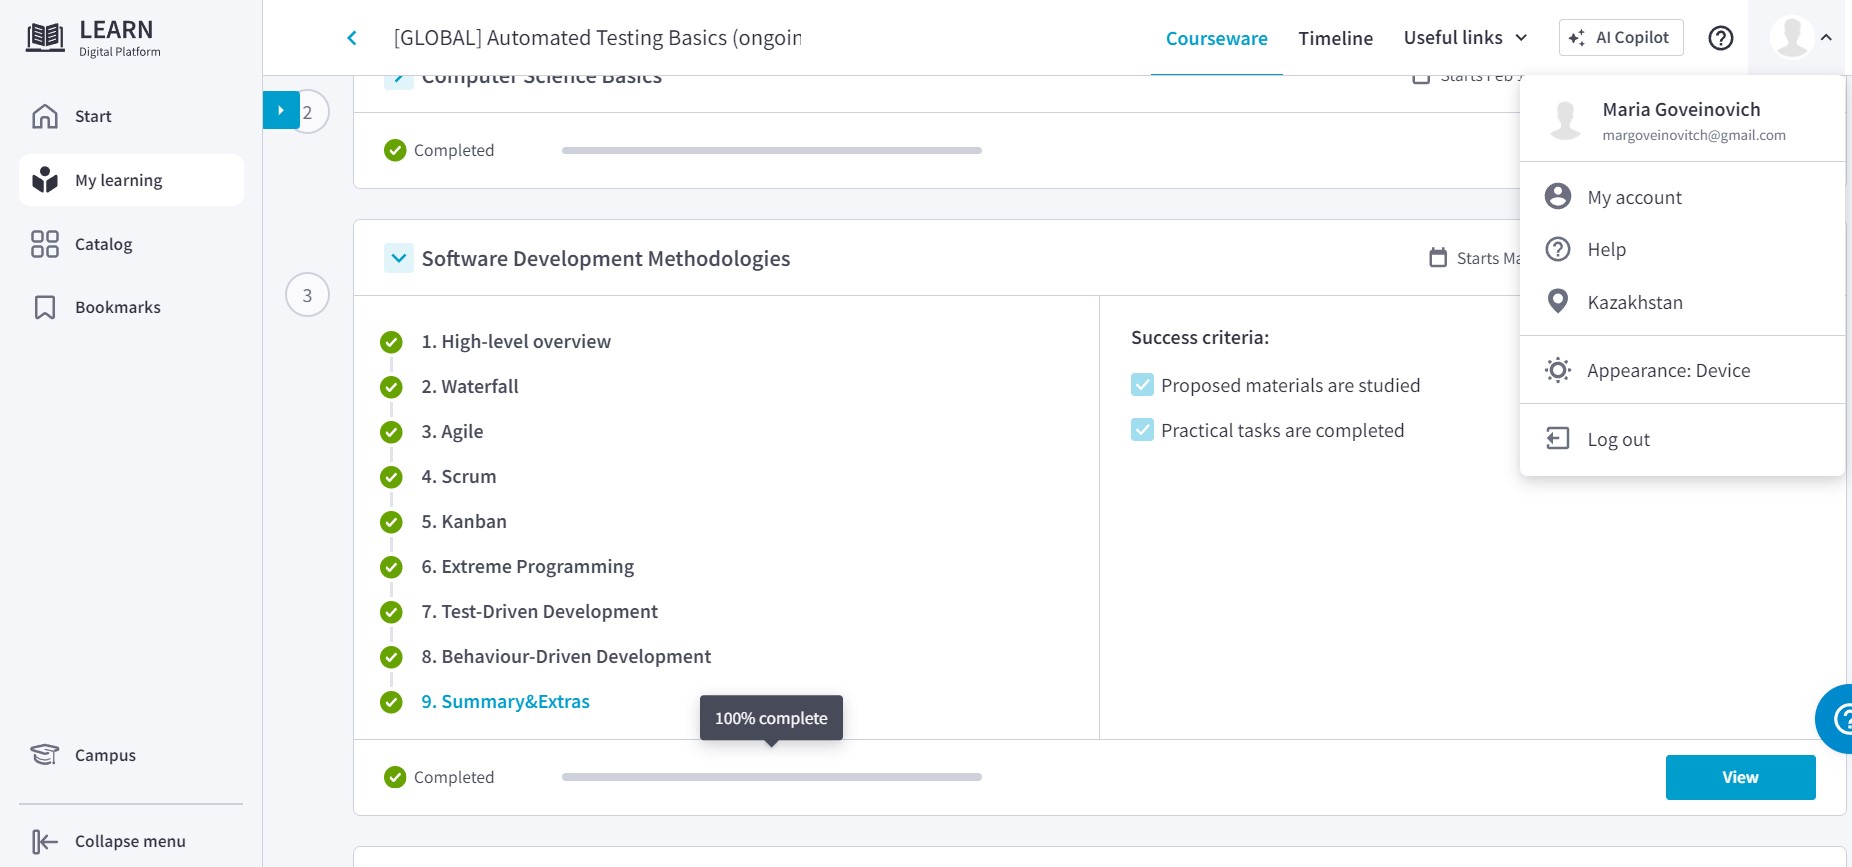 LEARN
Digital Platform
Start
My learning
Catalog
Bookmarks
Campus
Collapse menu
[GLOBAL] Automated Testing Basics (ongoin
Courseware
Timeline
Useful links
AI Copilot
2
Computer Science Basics
Starts Feb
Completed
3
Software Development Methodologies
Starts Ma
1. High-level overview
2. Waterfall
3. Agile
4. Scrum
5. Kanban
6. Extreme Programming
7. Test-Driven Development
8. Behaviour-Driven Development
9. Summary&Extras
Success criteria:
Proposed materials are studied
Practical tasks are completed
100% complete
Completed
View
Maria Goveinovich
margoveinovitch@gmail.com
My account
Help
Kazakhstan
Appearance: Device
Log out